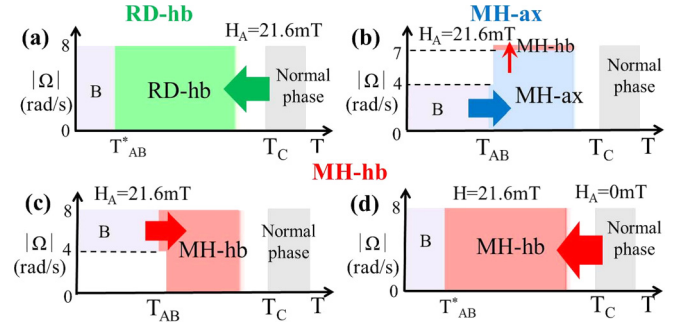 RD-hb
MH-ax
(a)
H_A=21.6mT
8
|Ω|
(rad/s)
0
B
RD-hb
Normal
phase
T*_AB
T_C
T
(b)
H_A=21.6mT
MH-hb
7
4
|Ω|
(rad/s)
0
B
MH-ax
Normal
phase
T_AB
T_C
T
MH-hb
(c)
H_A=21.6mT
8
|Ω|
4
(rad/s)
0
B
MH-hb
Normal
phase
T_AB
T_C
T
(d)
H=21.6mT
H_A=0mT
8
|Ω|
(rad/s)
0
B
MH-hb
Normal
phase
T*_AB
T_C
T